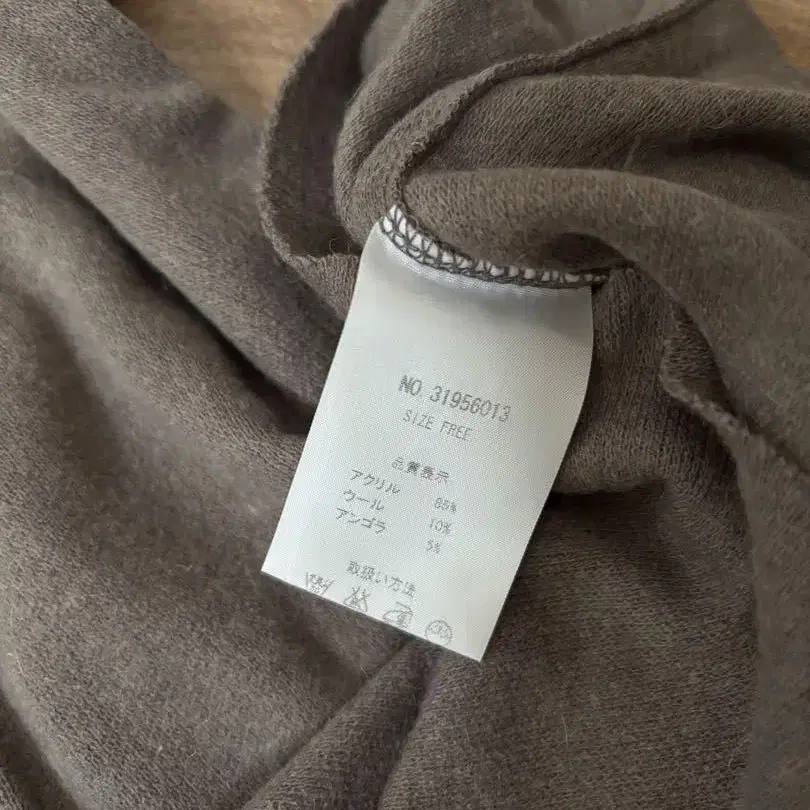 NO. 31956013
SIZE FREE
品質表示
アクリル 85%
ウール 10%
アンゴラ 5%
取扱い方法